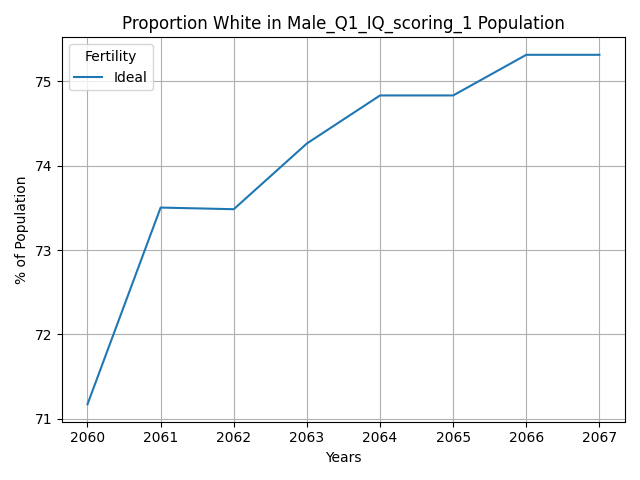 Proportion White in Male_Q1_IQ_scoring_1 Population
Fertility
Ideal
% of Population
75
74
73
72
71
2060 2061 2062 2063 2064 2065 2066 2067
Years